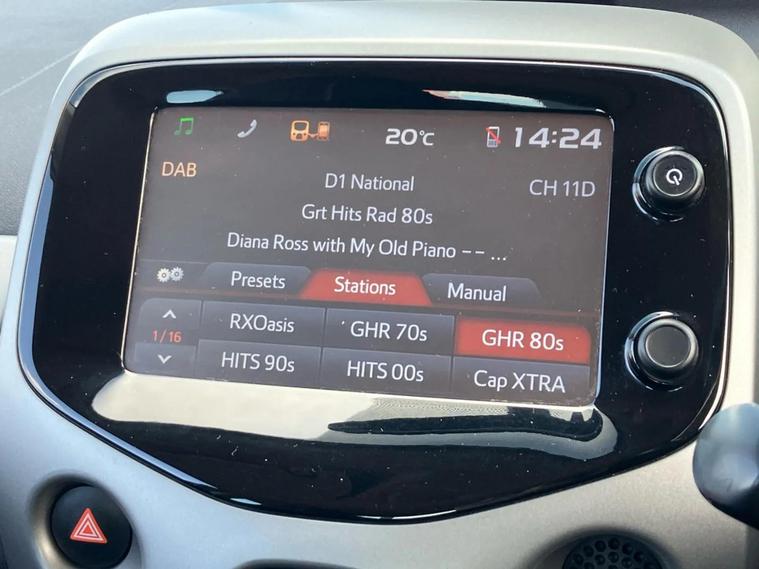 20°C 14:24
DAB
D1 National CH 11D
Grt Hits Rad 80s
Diana Ross with My Old Piano -- ...
Presets Stations Manual
1/16
RXOasis GHR 70s GHR 80s
HITS 90s HITS 00s Cap XTRA